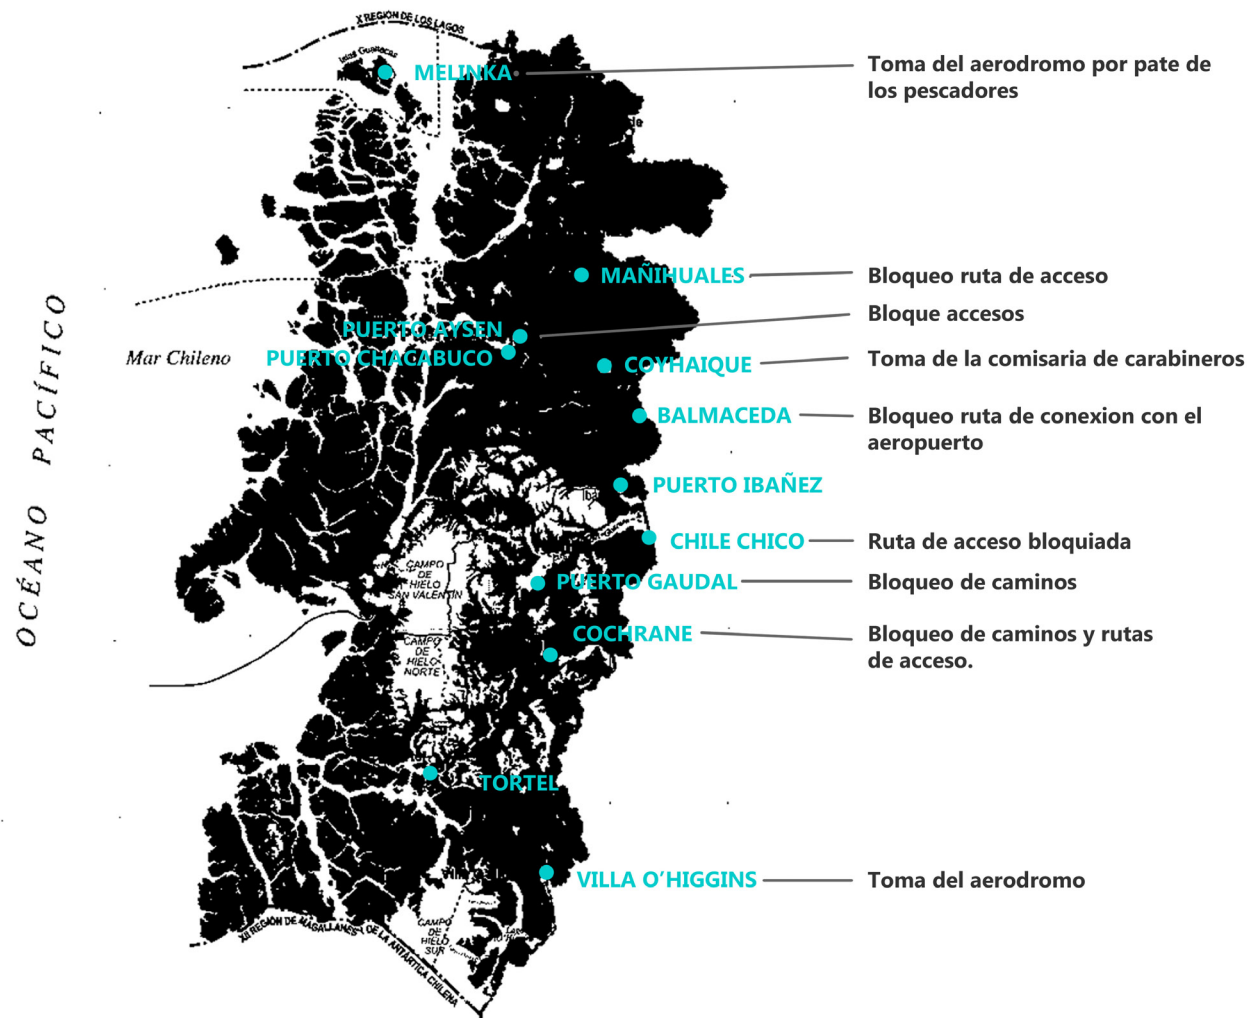 X REGIÓN DE LOS LAGOS
Islas Guaitecas
MELINKA
Toma del aerodromo por pate de
los pescadores
MAÑIHUALES
Bloqueo ruta de acceso
Bloque accesos
PUERTO AYSEN
Mar Chileno
PUERTO CHACABUCO
COYHAIQUE
Toma de la comisaria de carabineros
OCÉANO PACÍFICO
BALMACEDA
Bloqueo ruta de conexion con el
aeropuerto
PUERTO IBAÑEZ
CHILE CHICO
Ruta de acceso bloquiada
CAMPO
DE
HIELO
SAN VALENTIN
PUERTO GAUDAL
Bloqueo de caminos
COCHRANE
Bloqueo de caminos y rutas
de acceso.
CAMPO
DE
HIELO
NORTE
TORTEL
VILLA O’HIGGINS
Toma del aerodromo
CAMPO
DE
HIELO
SUR
XII REGIÓN DE MAGALLANES Y DE LA ANTÁRTICA CHILENA